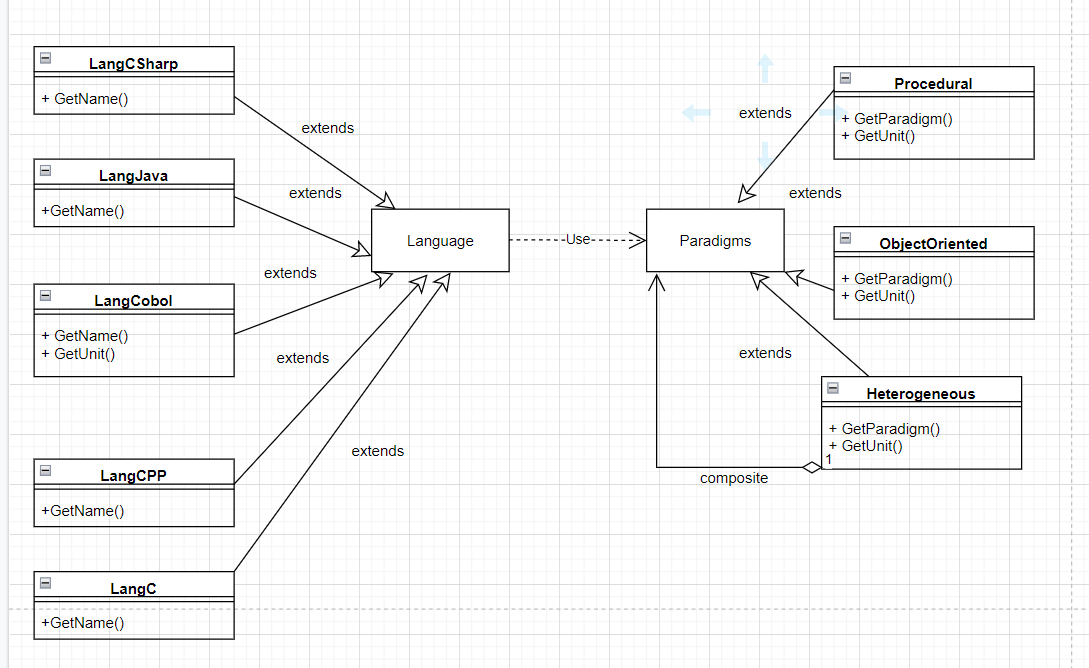 LangCSharp
+ GetName()
extends
LangJava
+GetName()
extends
LangCobol
+ GetName()
+ GetUnit()
extends
LangCPP
+GetName()
extends
LangC
+GetName()
extends
Language
Use
Paradigms
extends
Procedural
+ GetParadigm()
+ GetUnit()
extends
ObjectOriented
+ GetParadigm()
+ GetUnit()
extends
Heterogeneous
+ GetParadigm()
+ GetUnit()
1
composite